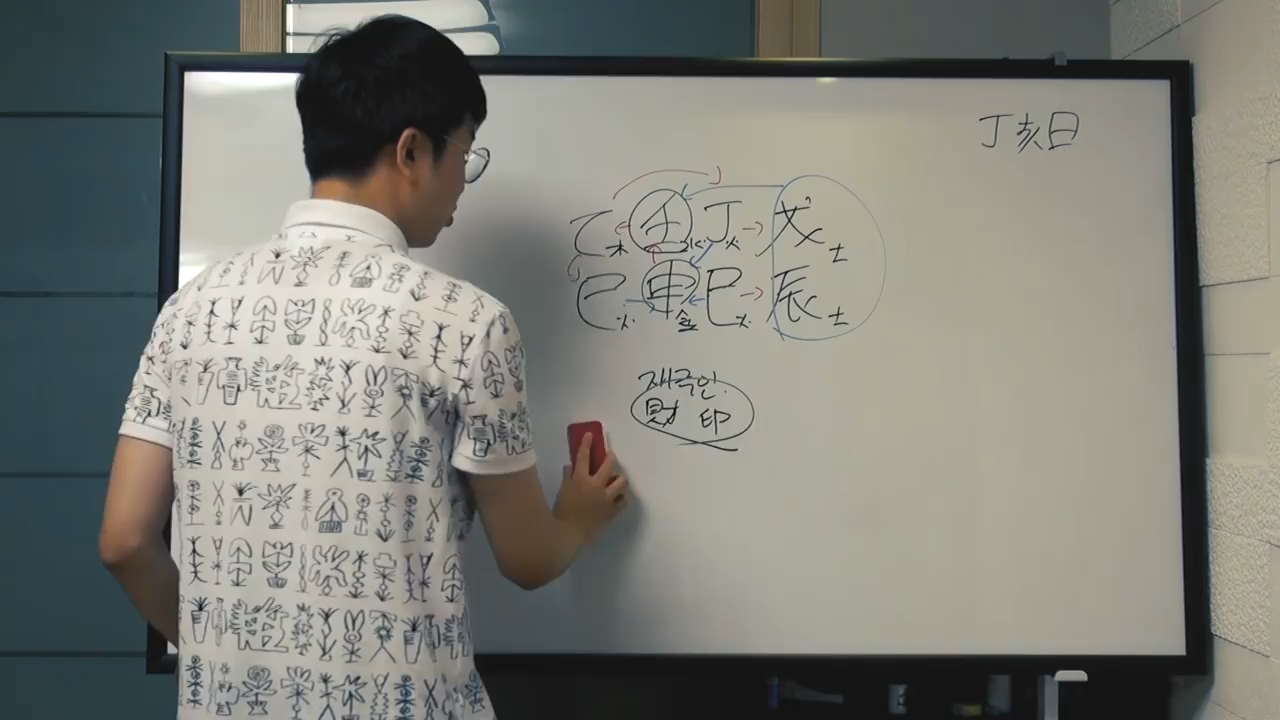 丁亥日
乙木 壬水 丁火 戊土
巳火 申金 巳火 辰土
재극인
財 印